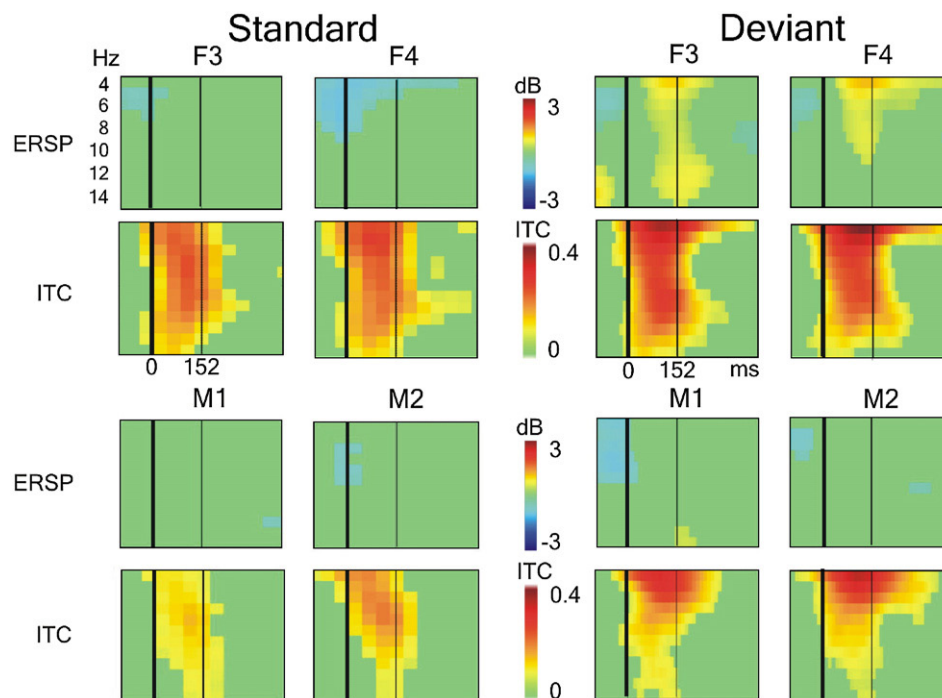 Standard Deviant
Hz F3 F4 F3 F4
ERSP
4
6
8
10
12
14
dB
3
-3
ITC
ITC
0.4
0
0 152 0 152 ms
M1 M2 M1 M2
ERSP
dB
3
-3
ITC
ITC
0.4
0